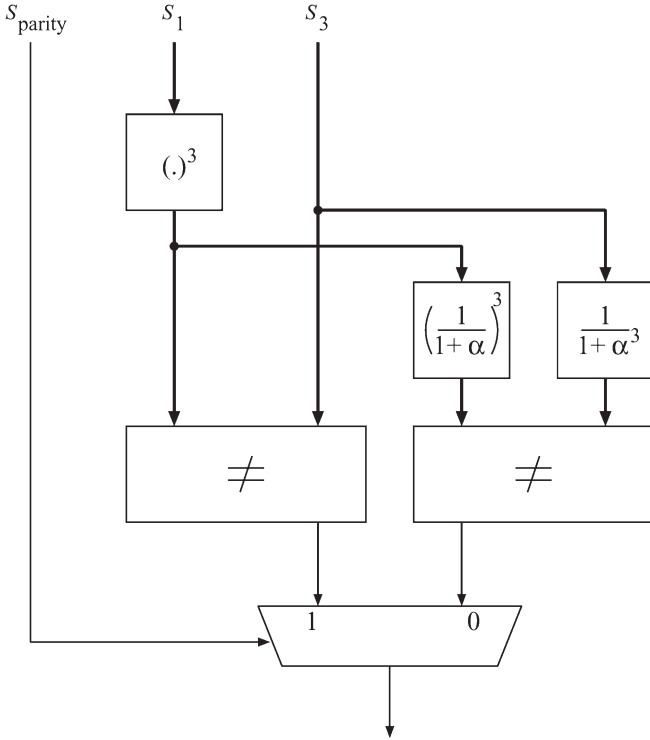 S_parity S_1 S_3
(.)^3
(1/(1+α))^3 1/(1+α^3)
≠ ≠
1 0